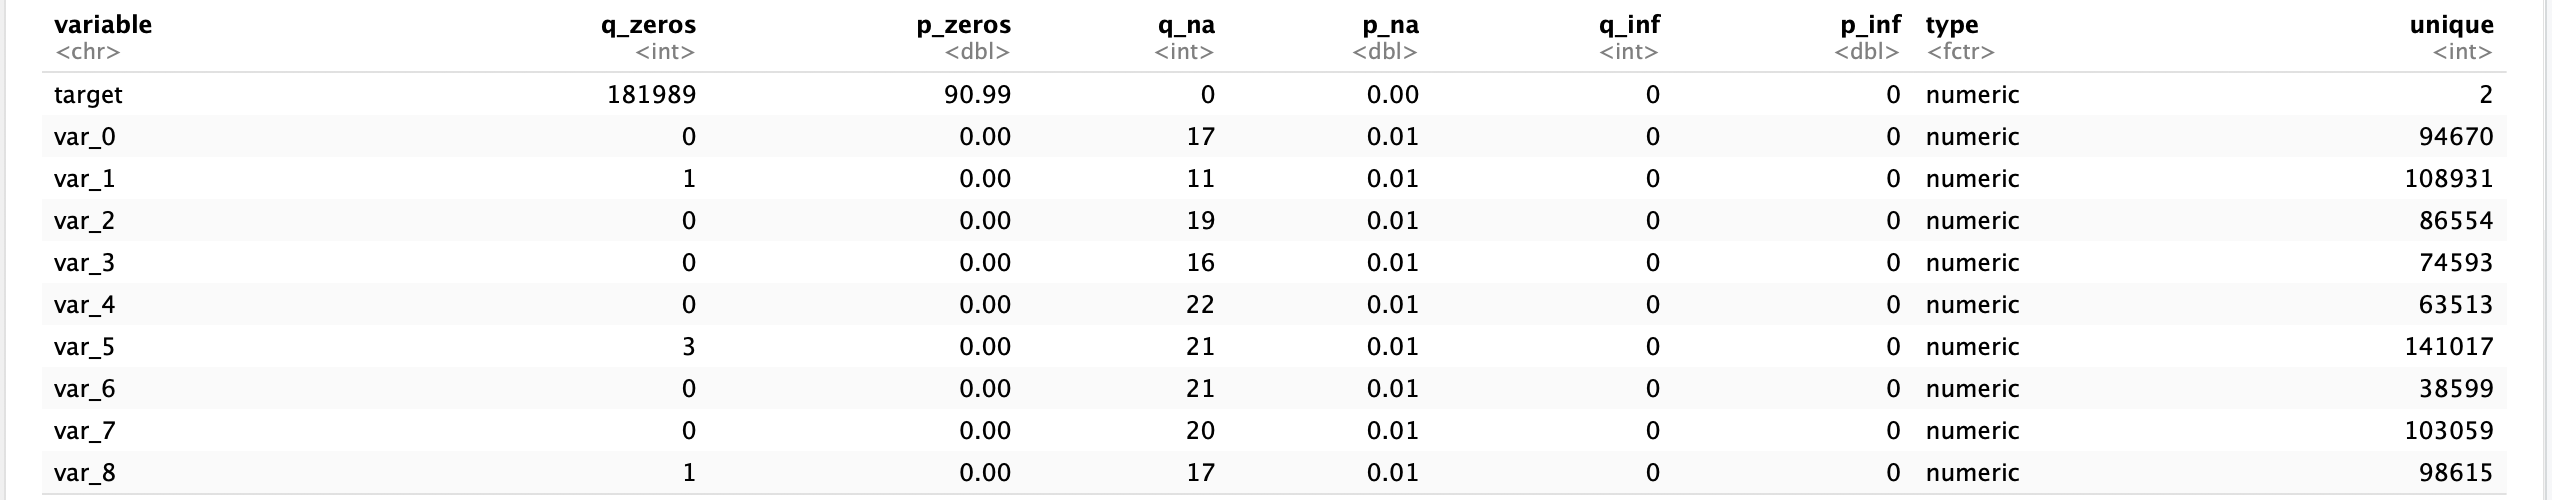 variable q_zeros p_zeros q_na p_na q_inf p_inf type unique
<chr> <int> <dbl> <int> <dbl> <int> <dbl> <fctr> <int>
target 181989 90.99 0 0.00 0 0 numeric 2
var_0 0 0.00 17 0.01 0 0 numeric 94670
var_1 1 0.00 11 0.01 0 0 numeric 108931
var_2 0 0.00 19 0.01 0 0 numeric 86554
var_3 0 0.00 16 0.01 0 0 numeric 74593
var_4 0 0.00 22 0.01 0 0 numeric 63513
var_5 3 0.00 21 0.01 0 0 numeric 141017
var_6 0 0.00 21 0.01 0 0 numeric 38599
var_7 0 0.00 20 0.01 0 0 numeric 103059
var_8 1 0.00 17 0.01 0 0 numeric 98615